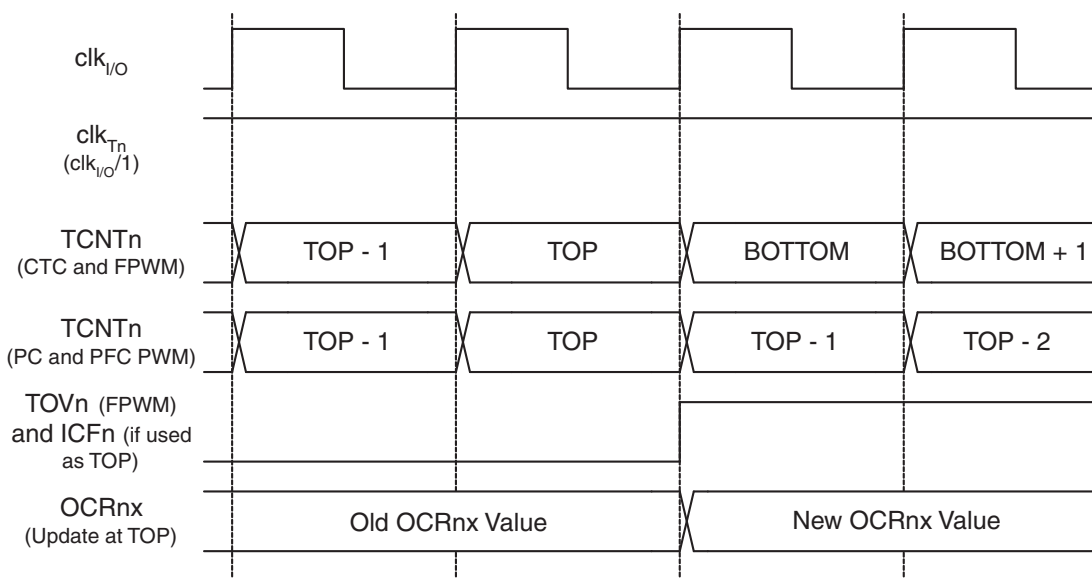 clkI/O
clkTn
(clkI/O/1)
TCNTn
(CTC and FPWM)
TOP - 1
TOP
BOTTOM
BOTTOM + 1
TCNTn
(PC and PFC PWM)
TOP - 1
TOP
TOP - 1
TOP - 2
TOVn (FPWM)
and ICFn (if used
as TOP)
OCRnx
(Update at TOP)
Old OCRnx Value
New OCRnx Value